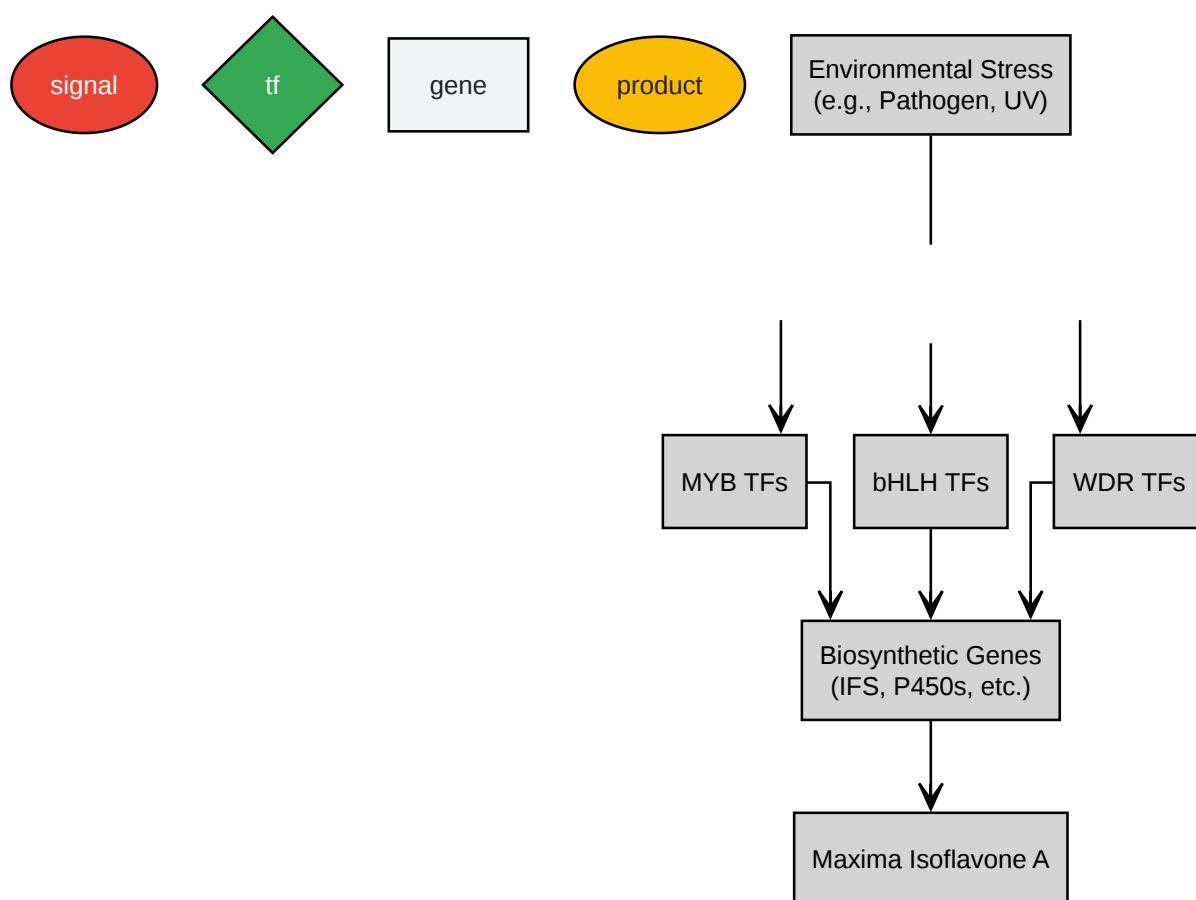 signal
tf
gene
product
Environmental Stress
(e.g., Pathogen, UV)
MYB TFs
bHLH TFs
WDR TFs
Biosynthetic Genes
(IFS, P450s, etc.)
Maxima Isoflavone A